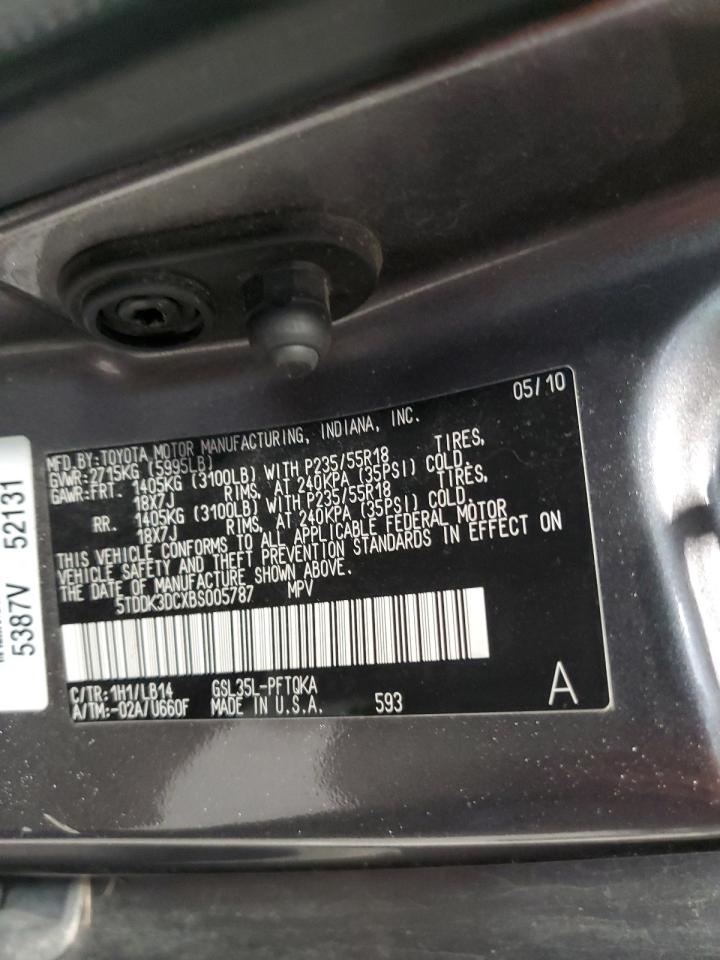 05/10
MFD.BY:TOYOTA MOTOR MANUFACTURING, INDIANA, INC.
GVWR:2715KG (5995LB)
GAWR:FRT. 1405KG (3100LB) WITH P235/55R18 TIRES,
18X7J RIMS, AT 240KPA (35PSI) COLD.
RR. 1405KG (3100LB) WITH P235/55R18 TIRES,
18X7J RIMS, AT 240KPA (35PSI) COLD.
THIS VEHICLE CONFORMS TO ALL APPLICABLE FEDERAL MOTOR
VEHICLE SAFETY AND THEFT PREVENTION STANDARDS IN EFFECT ON
THE DATE OF MANUFACTURE SHOWN ABOVE.
5TDDK3DCXBS005787 MPV
C/TR:1H1/LB14 GSL35L-PFTQKA
A/TM:-02A/U660F MADE IN U.S.A. 593
A
5387V 52131